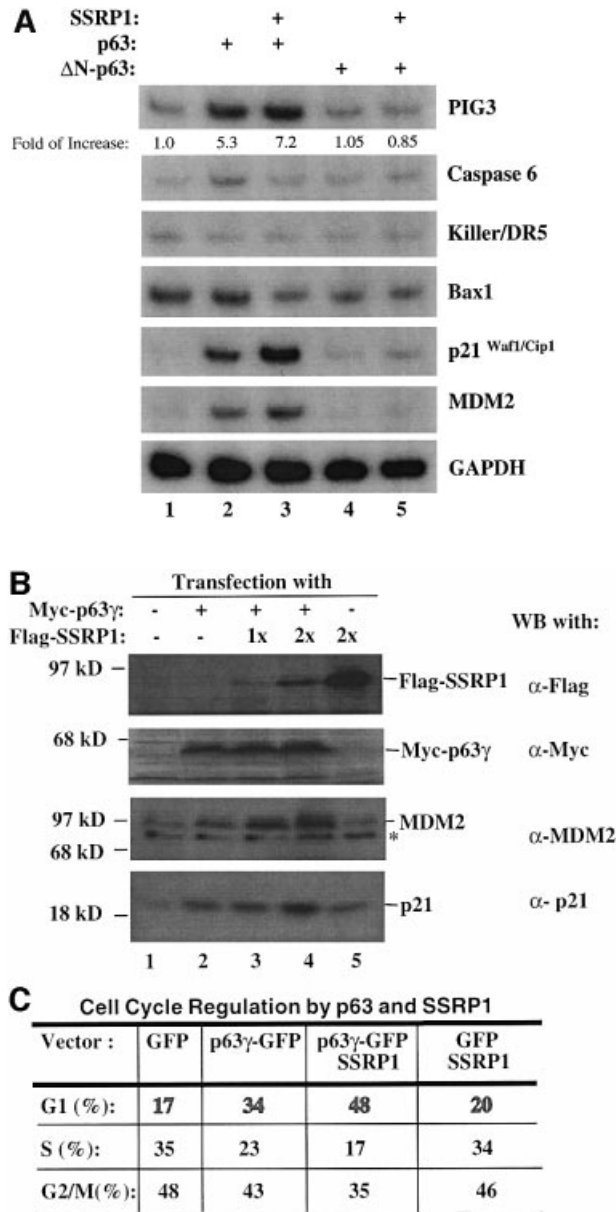 A
SSRP1: + +
p63: + +
ΔN-p63: + +
PIG3
Fold of Increase: 1.0 5.3 7.2 1.05 0.85
Caspase 6
Killer/DR5
Bax1
p21 Waf1/Cip1
MDM2
GAPDH
1 2 3 4 5
B
Transfection with
Myc-p63γ: - + + + -
WB with:
Flag-SSRP1: - - 1x 2x 2x
97 kD
Flag-SSRP1 α-Flag
68 kD
Myc-p63γ α-Myc
97 kD
MDM2
* α-MDM2
68 kD
p21 α- p21
18 kD
1 2 3 4 5
C
Cell Cycle Regulation by p63 and SSRP1
Vector : GFP p63γ-GFP p63γ-GFP GFP
SSRP1 SSRP1
G1 (%): 17 34 48 20
S (%): 35 23 17 34
G2/M(%): 48 43 35 46